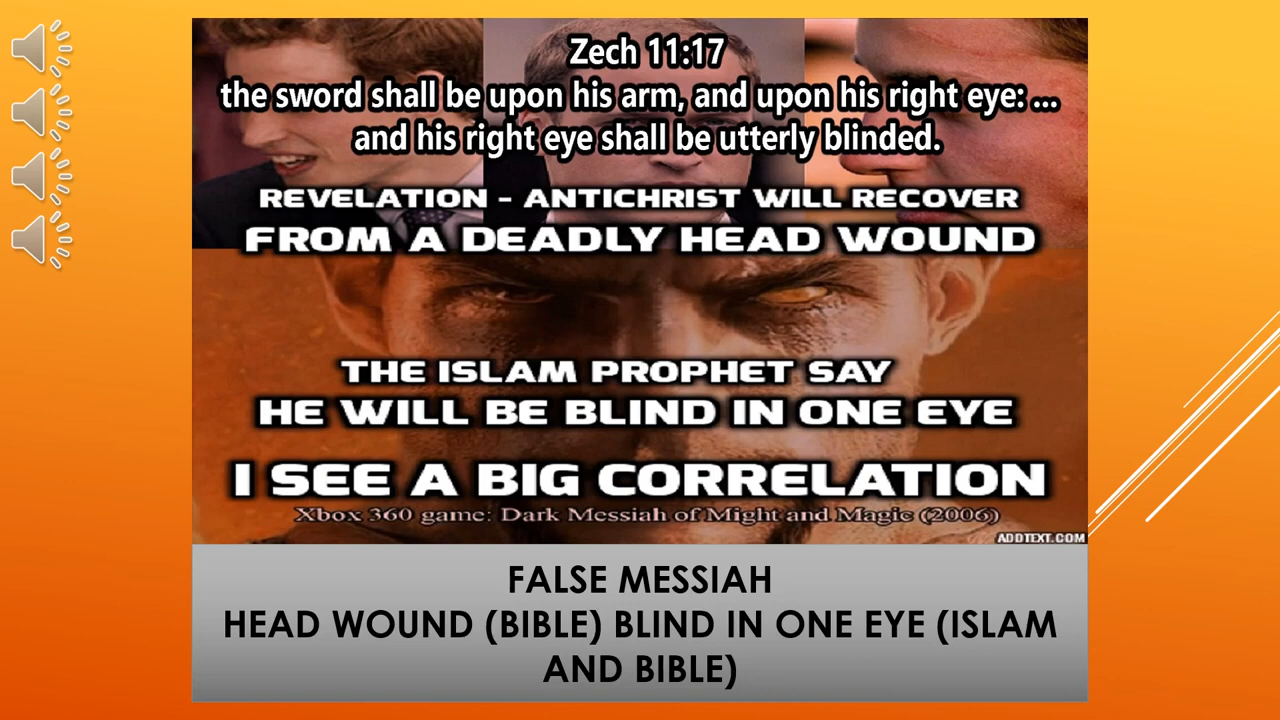 Zech 11:17
the sword shall be upon his arm, and upon his right eye: ...
and his right eye shall be utterly blinded.
REVELATION - ANTICHRIST WILL RECOVER
FROM A DEADLY HEAD WOUND
THE ISLAM PROPHET SAY
HE WILL BE BLIND IN ONE EYE
I SEE A BIG CORRELATION
Xbox 360 game: Dark Messiah of Might and Magic (2006)
ADDTEXT.COM
FALSE MESSIAH
HEAD WOUND (BIBLE) BLIND IN ONE EYE (ISLAM
AND BIBLE)